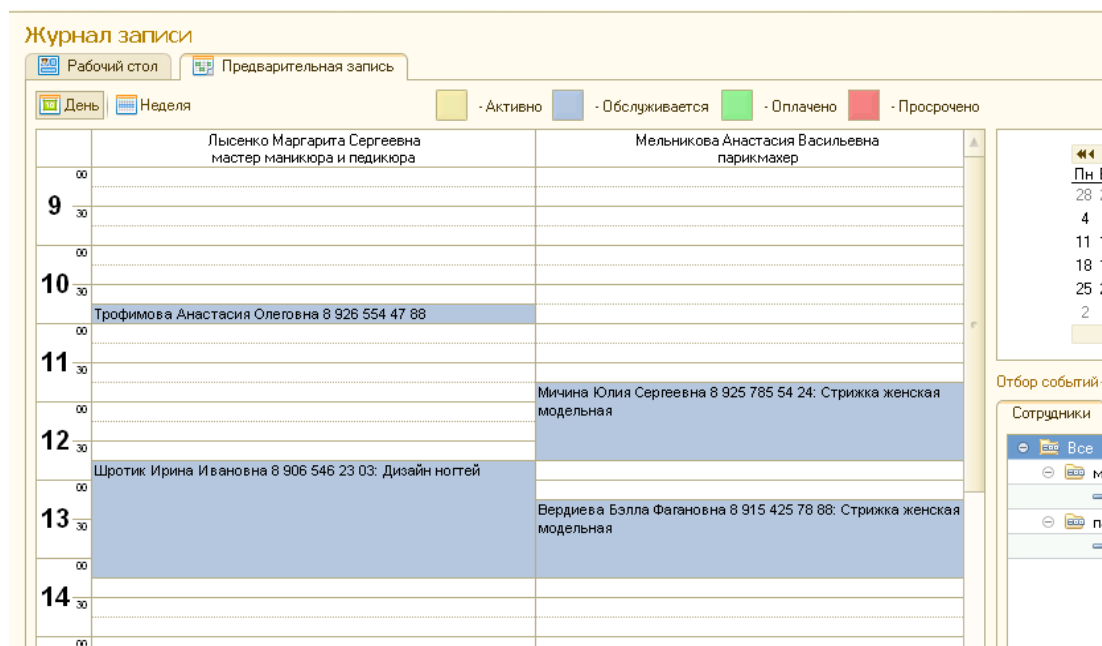 Журнал записи
Рабочий стол
Предварительная запись
День
Неделя
- Активно
- Обслуживается
- Оплачено
- Просрочено
Лысенко Маргарита Сергеевна
мастер маникюра и педикюра
Мельникова Анастасия Васильевна
парикмахер
00
9 30
00
10 30
Трофимова Анастасия Олеговна 8 926 554 47 88
00
11 30
Мичина Юлия Сергеевна 8 925 785 54 24: Стрижка женская
модельная
00
12 30
Шротик Ирина Ивановна 8 906 546 23 03: Дизайн ногтей
00
13 30
Вердиева Бэлла Фагановна 8 915 425 78 88: Стрижка женская
модельная
00
14 30
00
Пн
28
4
11
18
25
2
Отбор событий
Сотрудники
Все